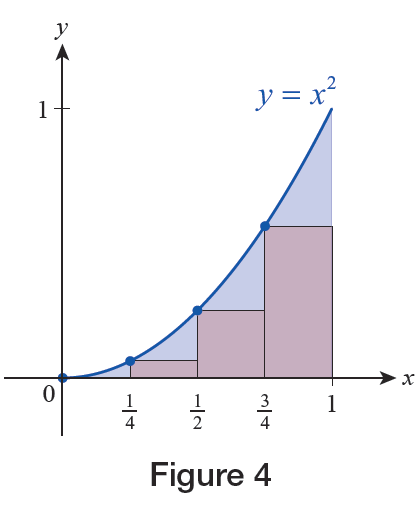 y
y = x²
1
0
1/4 1/2 3/4 1 x
Figure 4